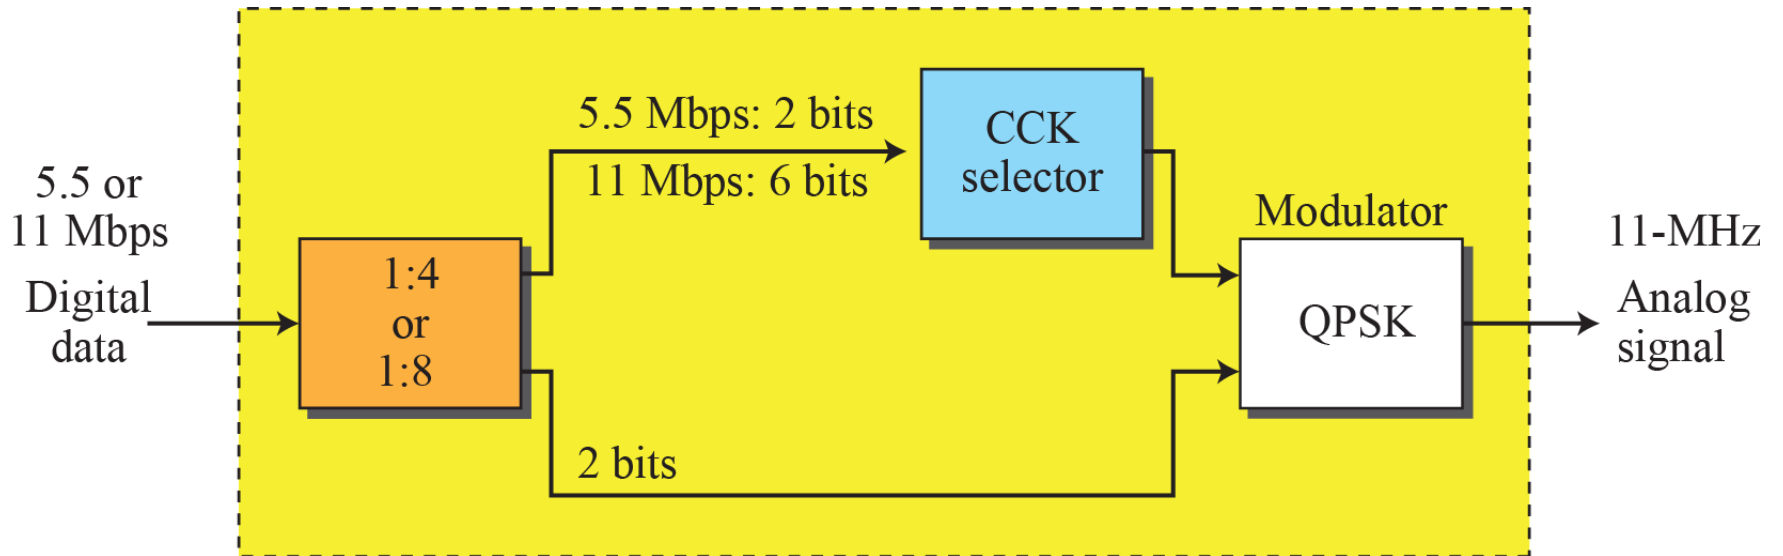 5.5 or
11 Mbps
Digital
data
1:4
or
1:8
5.5 Mbps: 2 bits
11 Mbps: 6 bits
2 bits
CCK
selector
Modulator
QPSK
11-MHz
Analog
signal